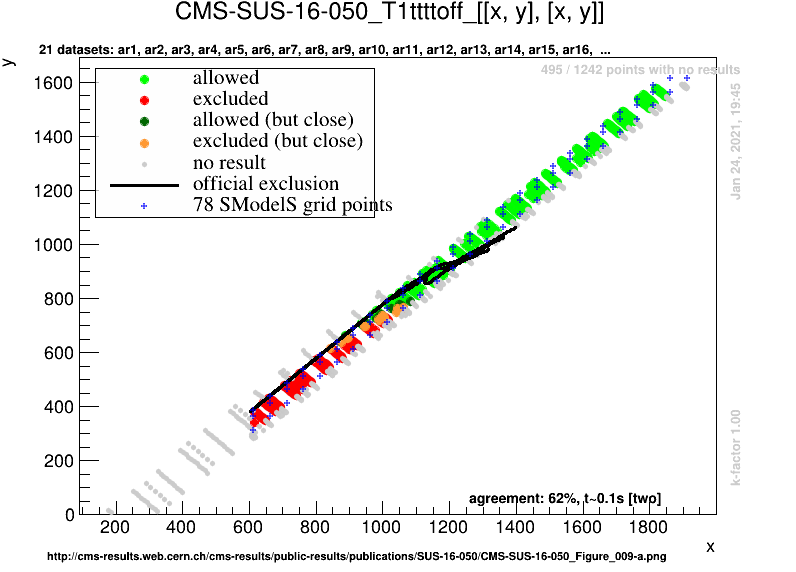 CMS-SUS-16-050_T1ttttoff_[[x, y], [x, y]]
21 datasets: ar1, ar2, ar3, ar4, ar5, ar6, ar7, ar8, ar9, ar10, ar11, ar12, ar13, ar14, ar15, ar16, ...
y
495 / 1242 points with no results
allowed
excluded
allowed (but close)
excluded (but close)
no result
official exclusion
78 SModelS grid points
Jan 24, 2021, 19:45
k-factor 1.00
1600
1400
1200
1000
800
600
400
200
0
agreement: 62%, t~0.1s [two]
200 400 600 800 1000 1200 1400 1600 1800
x
http://cms-results.web.cern.ch/cms-results/public-results/publications/SUS-16-050/CMS-SUS-16-050_Figure_009-a.png